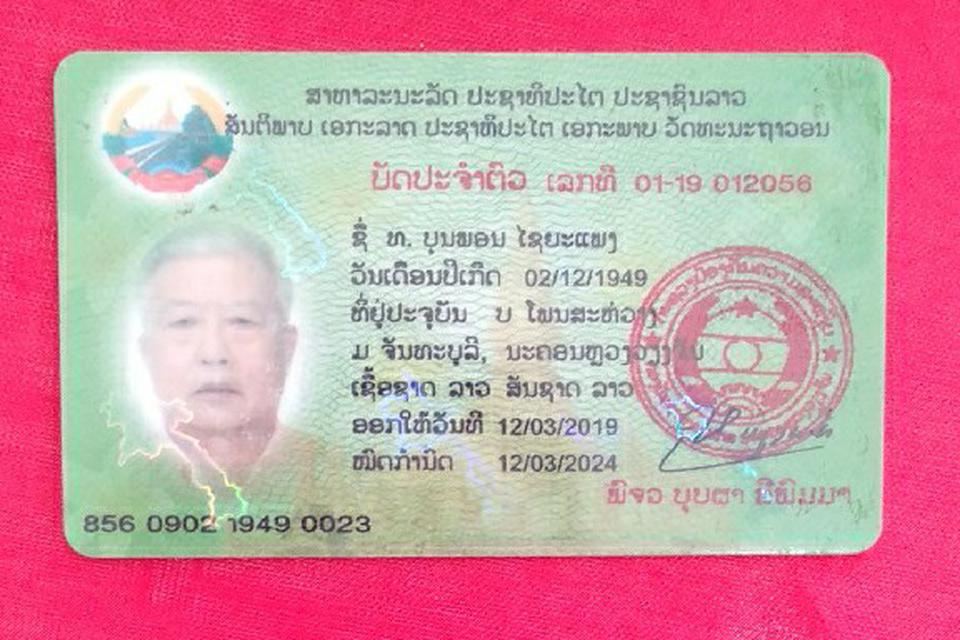 ສາທາລະນະລັດ ປະຊາທິປະໄຕ ປະຊາຊົນລາວ
ສັນຕິພາບ ເອກະລາດ ປະຊາທິປະໄຕ ເອກະພາບ ວັດທະນະຖາວອນ
ບັດປະຈຳຕົວ ເລກທີ 01-19 012056
ຊື່ ທ. ບຸນພອນ ໄຊຍະແພງ
ວັນເດືອນປີເກີດ 02/12/1949
ທີ່ຢູ່ປະຈຸບັນ ບ ໂພນສະຫວ່າງ
ມ ຈັນທະບູລີ, ນະຄອນຫຼວງວຽງຈັນ
ເຊື້ອຊາດ ລາວ ສັນຊາດ ລາວ
ອອກໃຫ້ວັນທີ 12/03/2019
ໝົດກຳນົດ 12/03/2024
ພົຈວ ບຸບຜາ ສີພົມມາ
856 0902 1949 0023